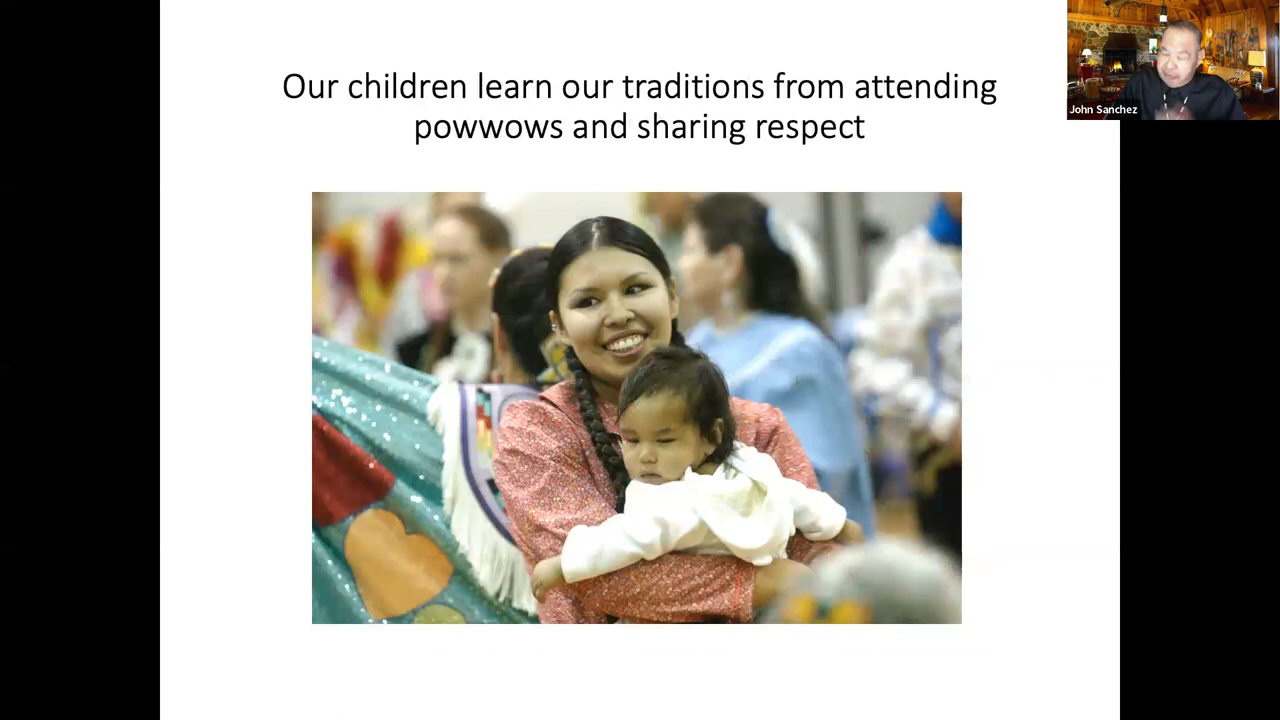 Our children learn our traditions from attending
powwows and sharing respect
John Sanchez